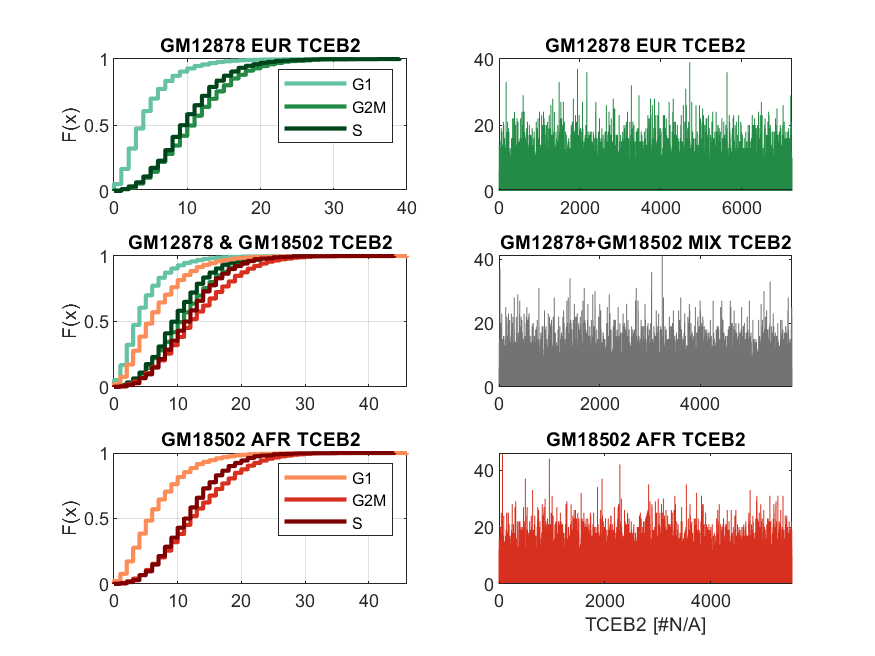 GM12878 EUR TCEB2
1
0.5
0
F(x)
0 10 20 30 40
G1
G2M
S
GM12878 EUR TCEB2
40
20
0
0 2000 4000 6000
GM12878 & GM18502 TCEB2
1
0.5
0
F(x)
0 10 20 30 40
GM12878+GM18502 MIX TCEB2
40
20
0
0 2000 4000
GM18502 AFR TCEB2
1
0.5
0
F(x)
0 10 20 30 40
G1
G2M
S
GM18502 AFR TCEB2
40
20
0
0 2000 4000
TCEB2 [#N/A]